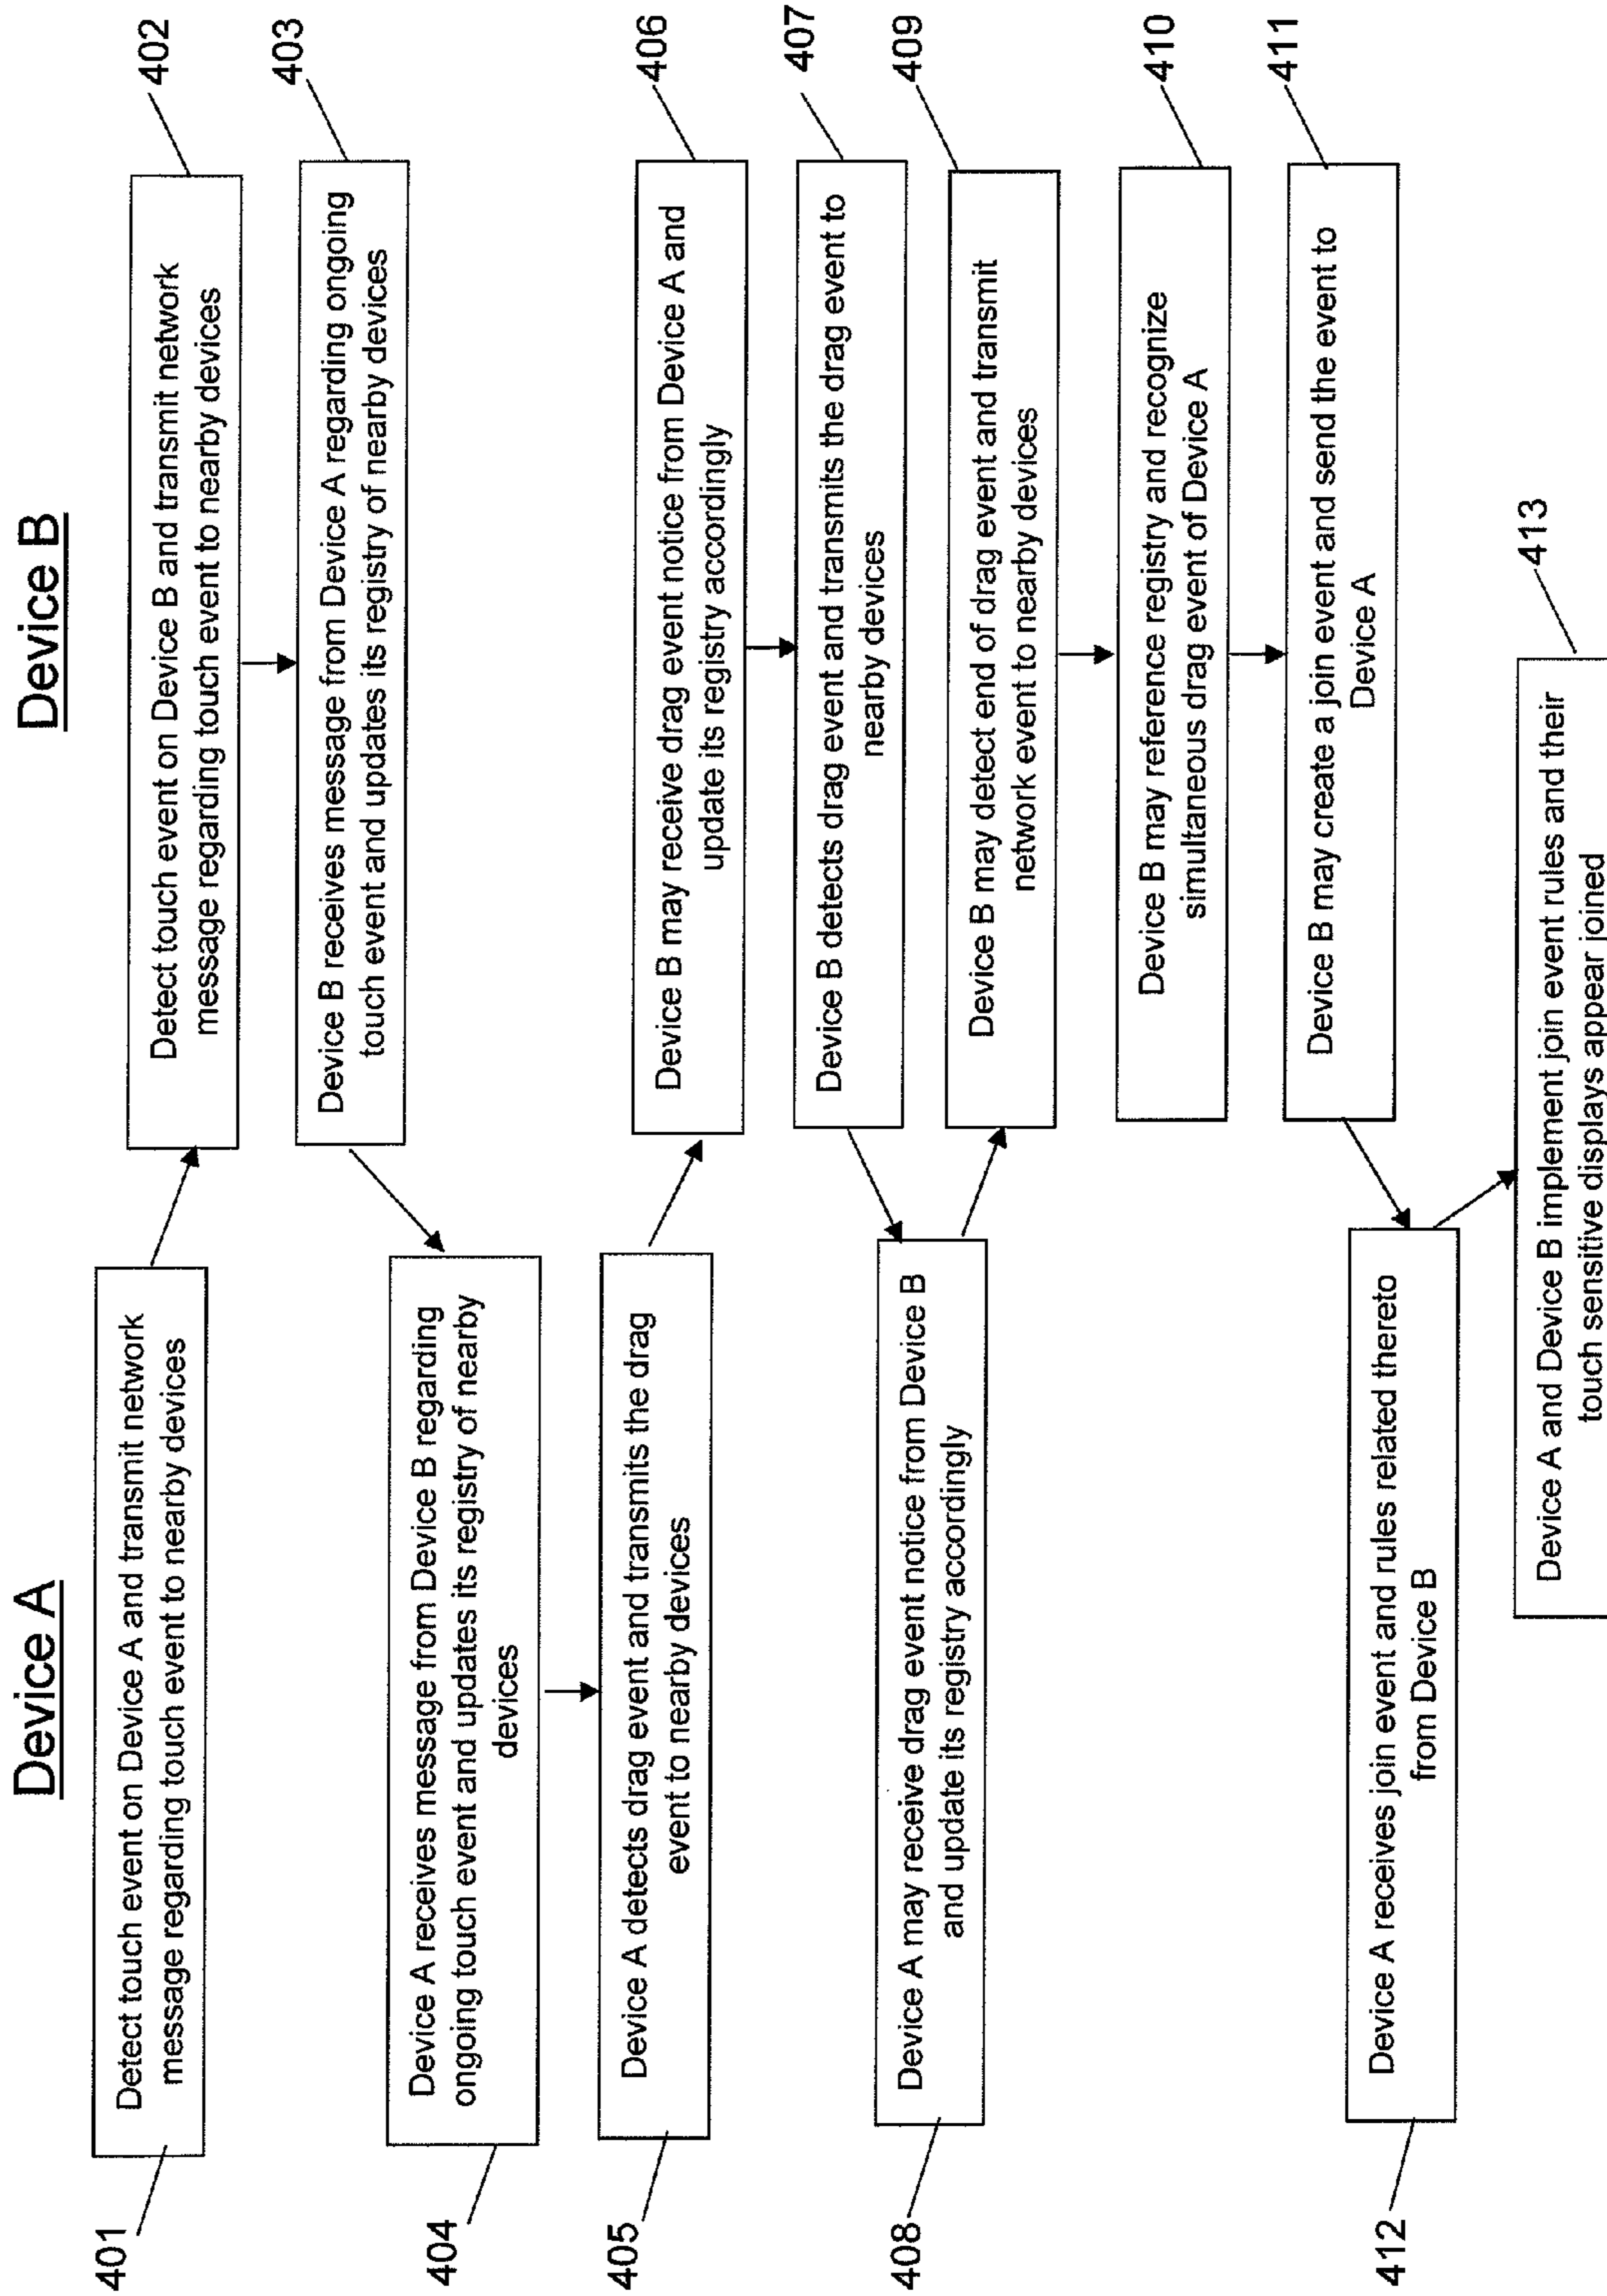 Device A
Device B
401
Detect touch event on Device A and transmit network
message regarding touch event to nearby devices
Detect touch event on Device B and transmit network
message regarding touch event to nearby devices
402
Device B receives message from Device A regarding ongoing
touch event and updates its registry of nearby devices
403
404
Device A receives message from Device B regarding
ongoing touch event and updates its registry of nearby
devices
405
Device A detects drag event and transmits the drag
event to nearby devices
Device B may receive drag event notice from Device A and
update its registry accordingly
406
Device B detects drag event and transmits the drag event to
nearby devices
407
408
Device A may receive drag event notice from Device B
and update its registry accordingly
Device B may detect end of drag event and transmit
network event to nearby devices
409
Device B may reference registry and recognize
simultaneous drag event of Device A
410
Device B may create a join event and send the event to
Device A
411
412
Device A receives join event and rules related thereto
from Device B
Device A and Device B implement join event rules and their
touch sensitive displays appear joined
413